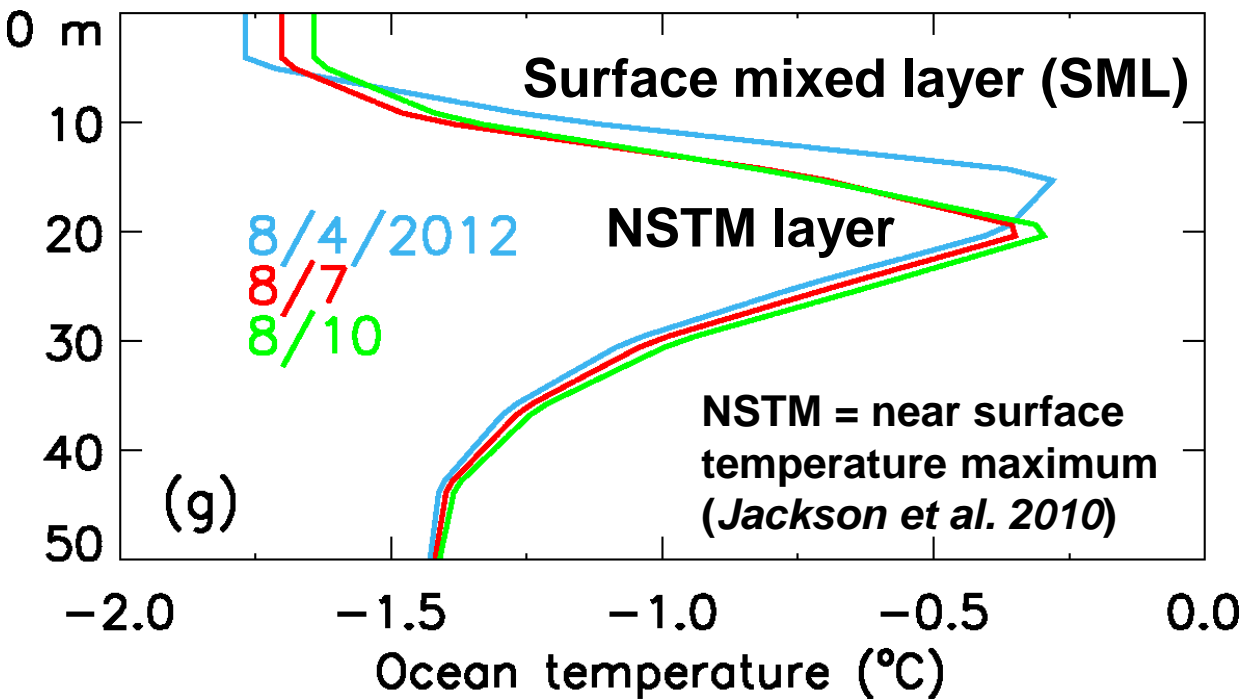 0 m
Surface mixed layer (SML)
10
8/4/2012
NSTM layer
20
8/7
8/10
30
NSTM = near surface
temperature maximum
(Jackson et al. 2010)
40
(g)
50
−2.0 −1.5 −1.0 −0.5 0.0
Ocean temperature (°C)